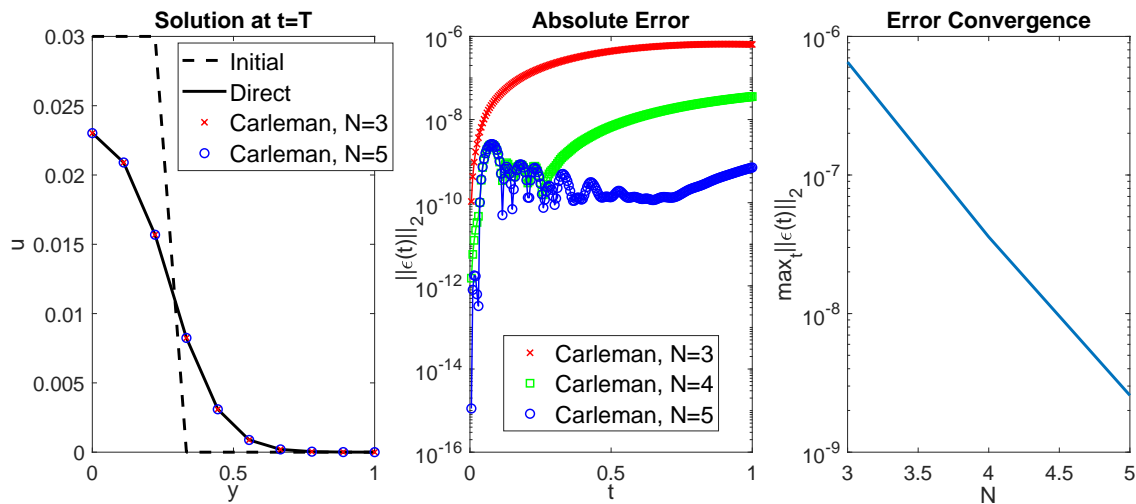 Solution at t=T
0.03
0.025
0.02
0.015
0.01
0.005
0
u
0
0.5
1
y
Initial
Direct
Carleman, N=3
Carleman, N=5
Absolute Error
10^-6
10^-8
10^-10
10^-12
10^-14
10^-16
||ϵ(t)||_2
0
0.5
1
t
Carleman, N=3
Carleman, N=4
Carleman, N=5
Error Convergence
10^-6
10^-7
10^-8
10^-9
max_t||ϵ(t)||_2
3
3.5
4
4.5
5
N